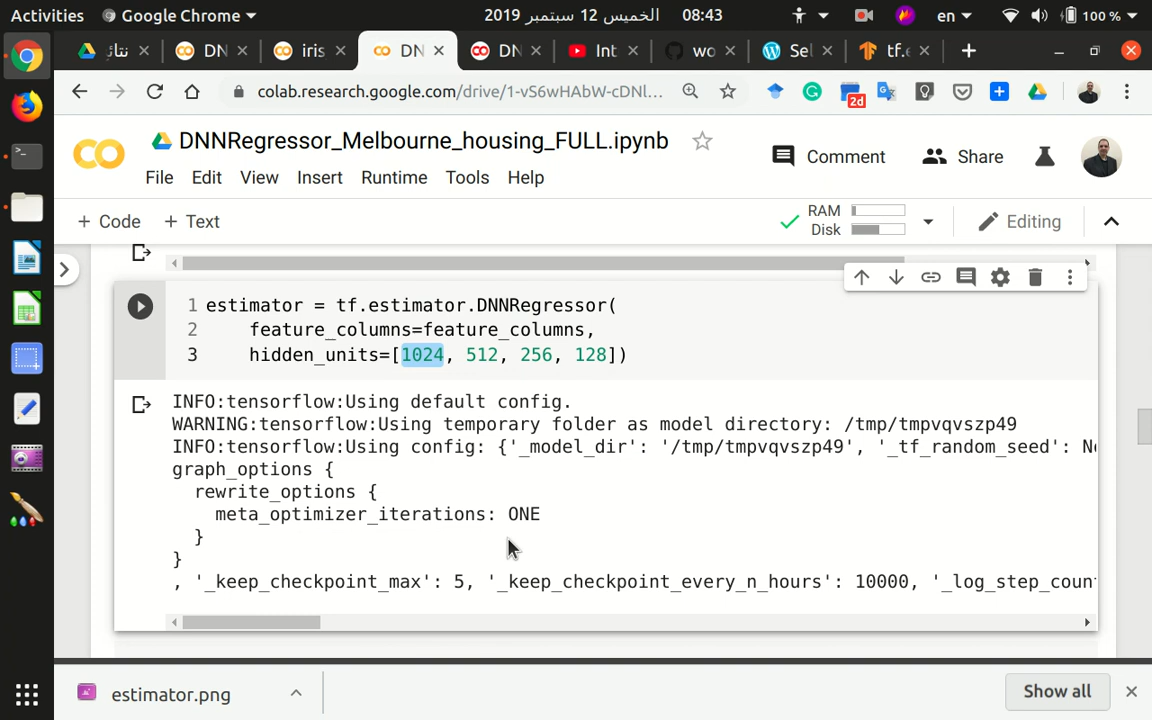 Activities Google Chrome الخميس 12 سبتمبر 2019 08:43 en 100 %
نتائ DN iris DN DN Int wo Sel tf.e
colab.research.google.com/drive/1-vS6wHAbW-cDNl...
2d
DNNRegressor_Melbourne_housing_FULL.ipynb
Comment Share
File Edit View Insert Runtime Tools Help
+ Code + Text RAM Disk Editing
1 estimator = tf.estimator.DNNRegressor(
2 feature_columns=feature_columns,
3 hidden_units=[1024, 512, 256, 128])
INFO:tensorflow:Using default config.
WARNING:tensorflow:Using temporary folder as model directory: /tmp/tmpvqvszp49
INFO:tensorflow:Using config: {'_model_dir': '/tmp/tmpvqvszp49', '_tf_random_seed': No
graph_options {
rewrite_options {
meta_optimizer_iterations: ONE
}
}
, '_keep_checkpoint_max': 5, '_keep_checkpoint_every_n_hours': 10000, '_log_step_coun
estimator.png
Show all